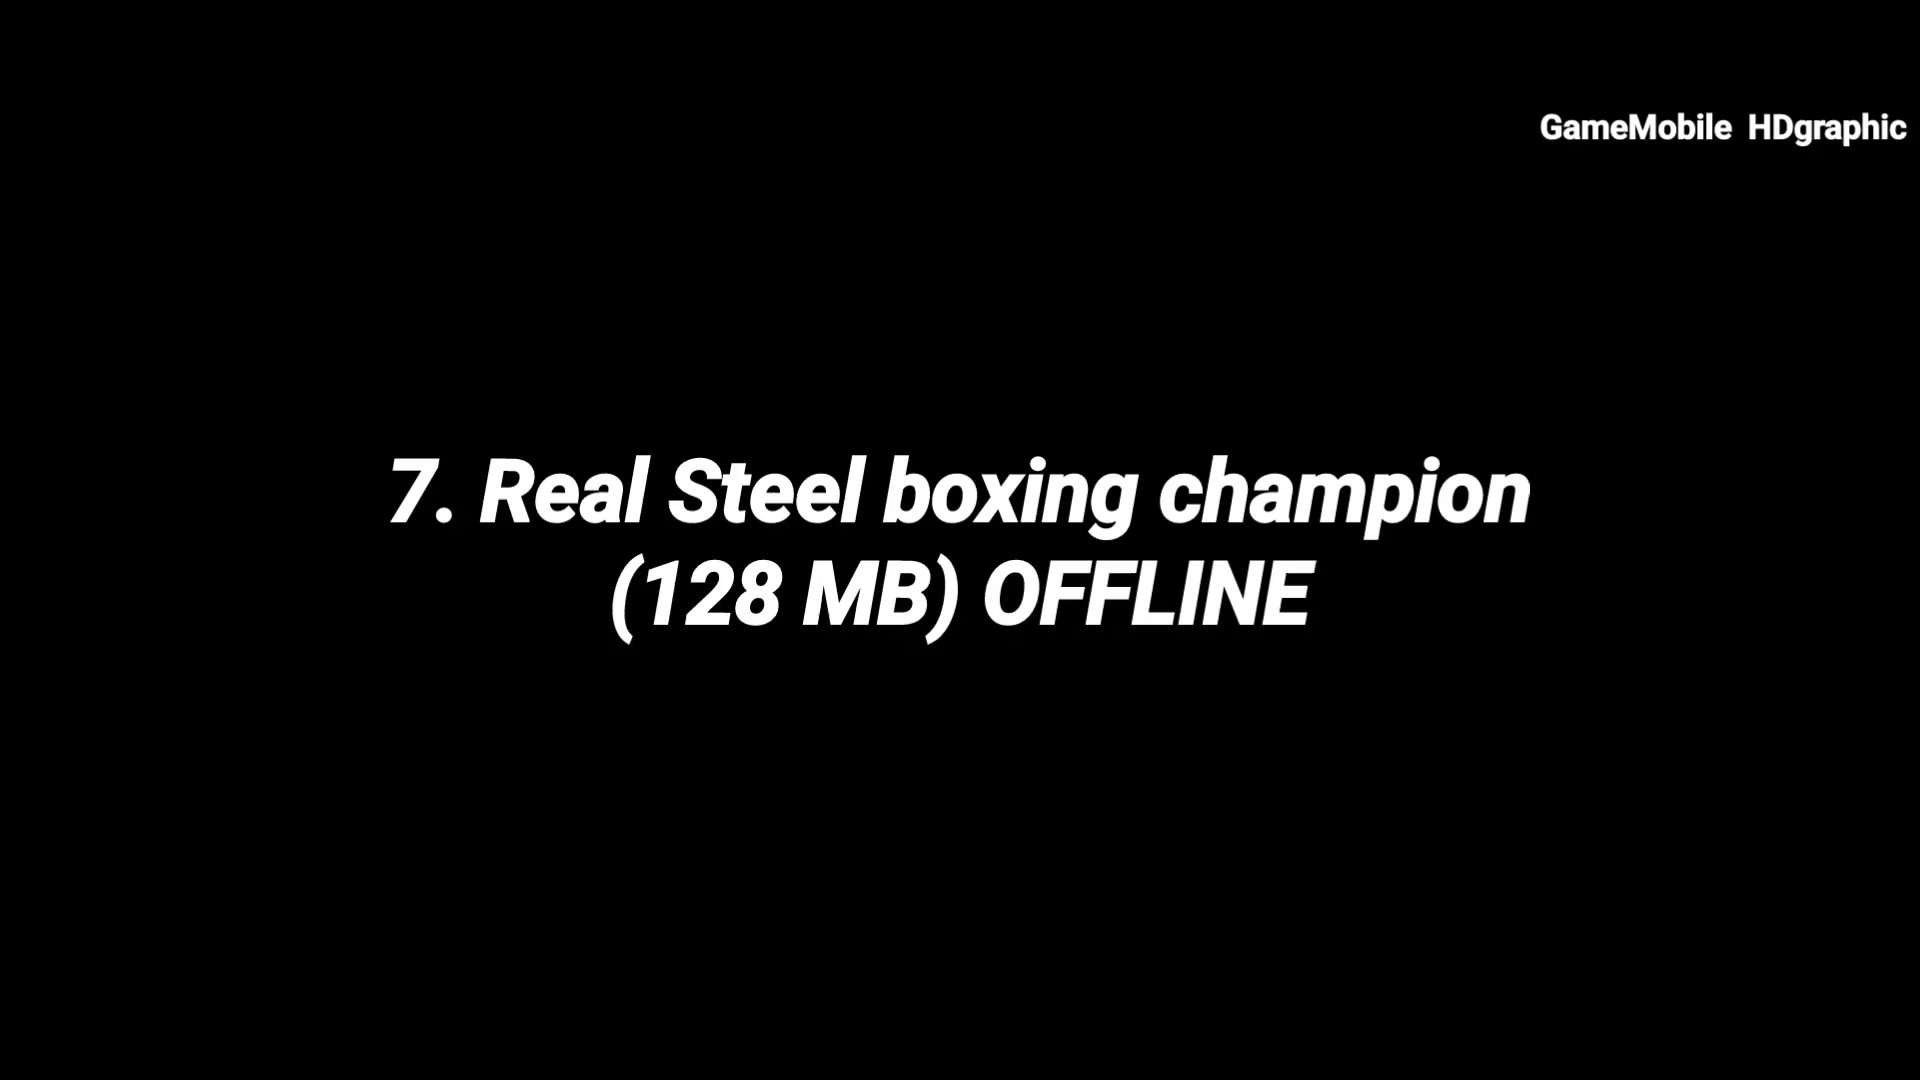 GameMobile HDgraphic
7. Real Steel boxing champion
(128 MB) OFFLINE